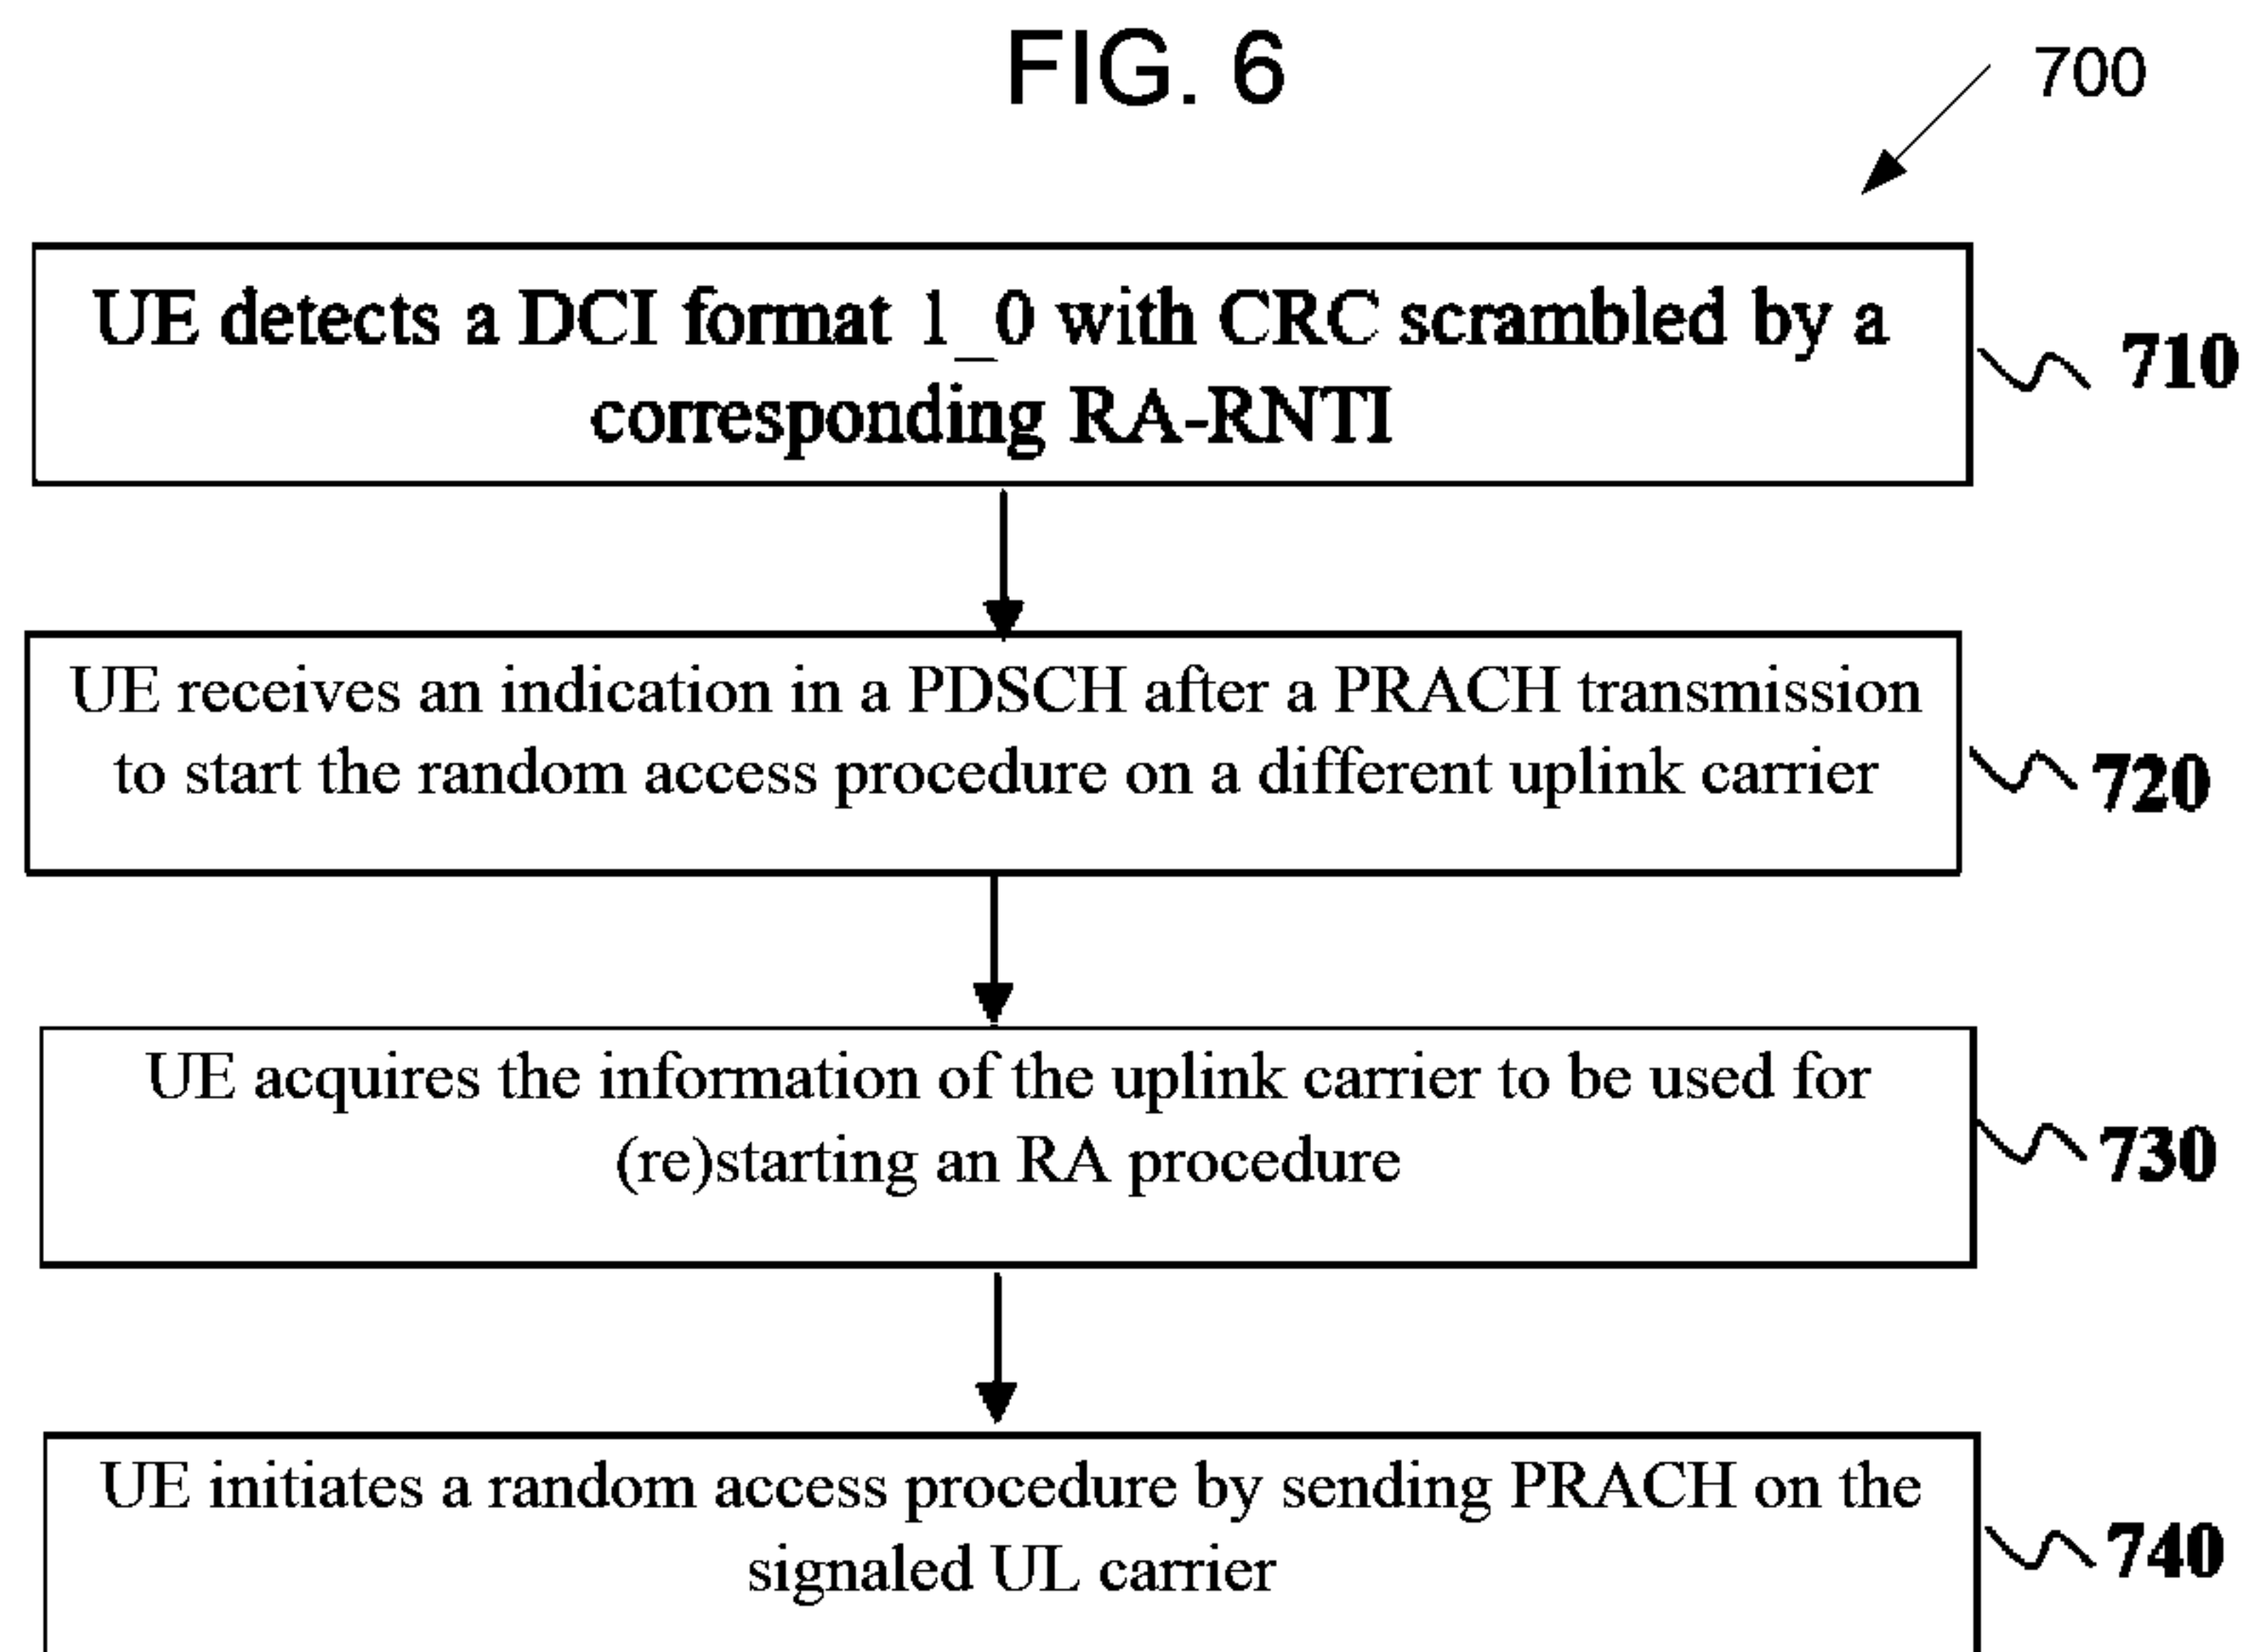 FIG. 6
700
UE detects a DCI format 1_0 with CRC scrambled by a
corresponding RA-RNTI
710
UE receives an indication in a PDSCH after a PRACH transmission
to start the random access procedure on a different uplink carrier
720
UE acquires the information of the uplink carrier to be used for
(re)starting an RA procedure
730
UE initiates a random access procedure by sending PRACH on the
signaled UL carrier
740